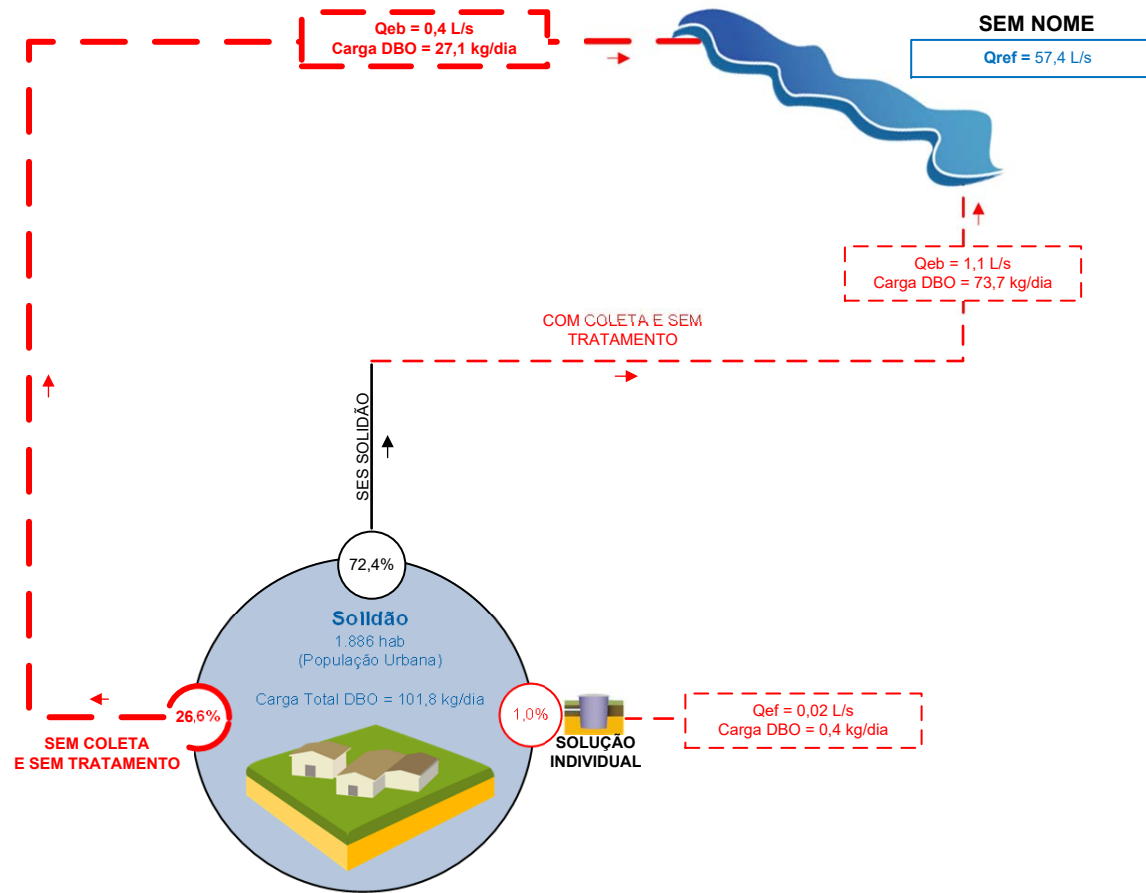 Qeb = 0,4 L/s
Carga DBO = 27,1 kg/dia
SEM NOME
Qref = 57,4 L/s
Qeb = 1,1 L/s
Carga DBO = 73,7 kg/dia
COM COLETA E SEM
TRATAMENTO
SES SOLIDÃO
72,4%
Solidão
1.886 hab
(População Urbana)
Carga Total DBO = 101,8 kg/dia
26,6%
1,0%
SEM COLETA
E SEM TRATAMENTO
SOLUÇÃO
INDIVIDUAL
Qef = 0,02 L/s
Carga DBO = 0,4 kg/dia